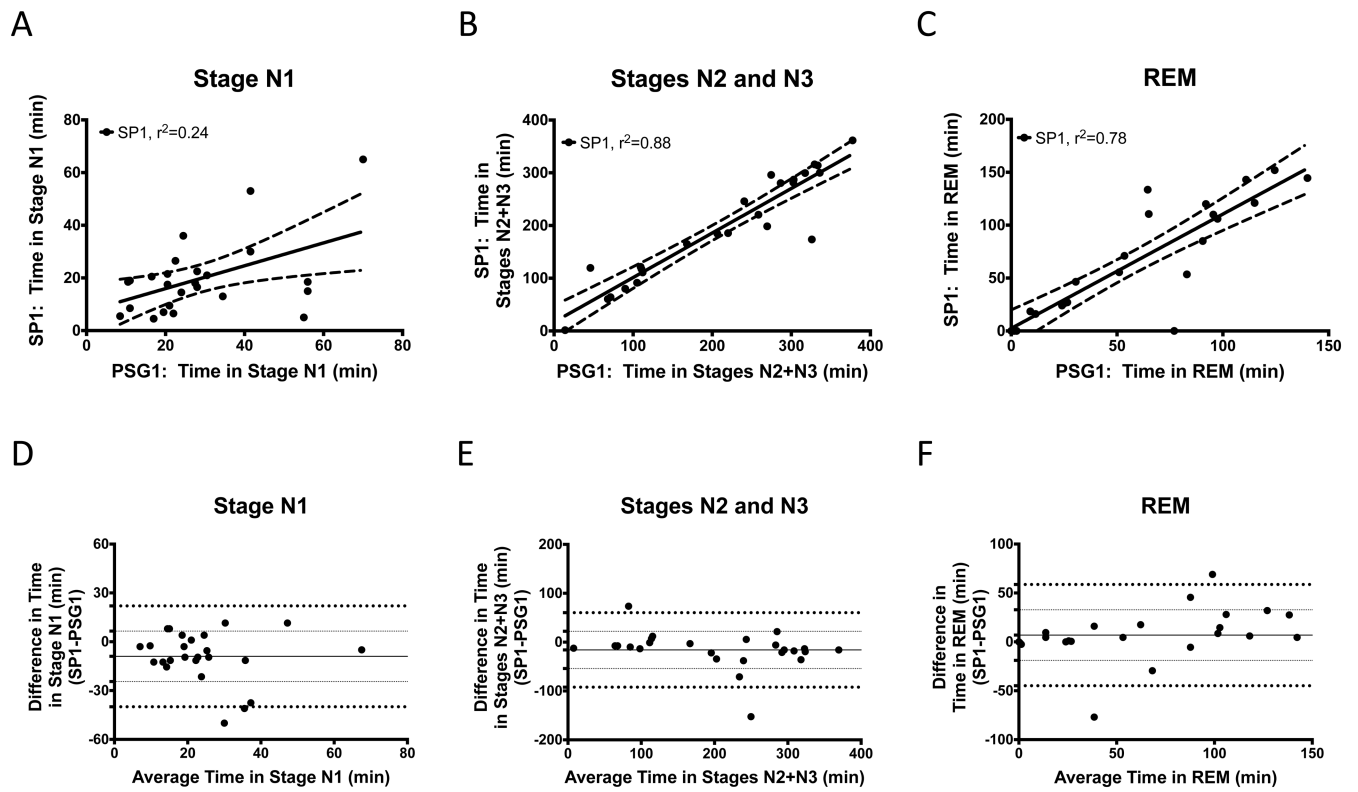 A
Stage N1
SP1: Time in Stage N1 (min)
80
60
40
20
0
SP1, r²=0.24
0 20 40 60 80
PSG1: Time in Stage N1 (min)
B
Stages N2 and N3
SP1: Time in
Stages N2+N3 (min)
400
300
200
100
0
SP1, r²=0.88
0 100 200 300 400
PSG1: Time in Stages N2+N3 (min)
C
REM
SP1: Time in REM (min)
200
150
100
50
0
SP1, r²=0.78
0 50 100 150
PSG1: Time in REM (min)
D
Stage N1
Difference in Time
in Stage N1 (min)
(SP1-PSG1)
60
30
0
-30
-60
0 20 40 60 80
Average Time in Stage N1 (min)
E
Stages N2 and N3
Difference in Time
in Stages N2+N3 (min)
(SP1-PSG1)
200
100
0
-100
-200
0 100 200 300 400
Average Time in Stages N2+N3 (min)
F
REM
Difference in
Time in REM (min)
(SP1-PSG1)
100
50
0
-50
-100
0 50 100 150
Average Time in REM (min)